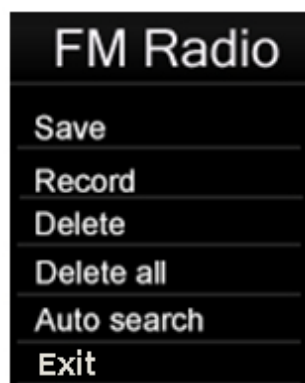 FM Radio
Save
Record
Delete
Delete all
Auto search
Exit